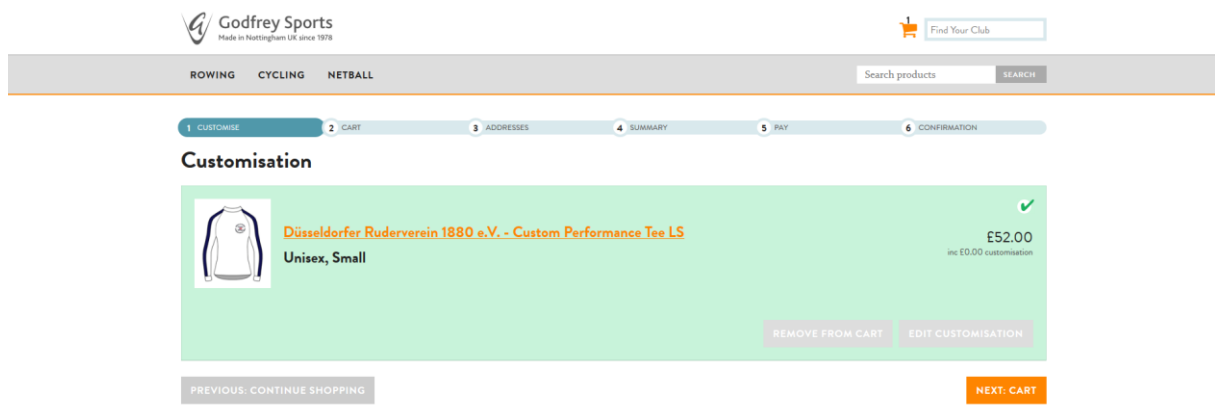 Godfrey Sports
Made in Nottingham UK since 1978
1
Find Your Club
ROWING CYCLING NETBALL
Search products SEARCH
1 CUSTOMISE 2 CART 3 ADDRESSES 4 SUMMARY 5 PAY 6 CONFIRMATION
Customisation
Düsseldorfer Ruderverein 1880 e.V. - Custom Performance Tee LS
£52.00
inc £0.00 customisation
Unisex, Small
REMOVE FROM CART EDIT CUSTOMISATION
PREVIOUS: CONTINUE SHOPPING NEXT: CART